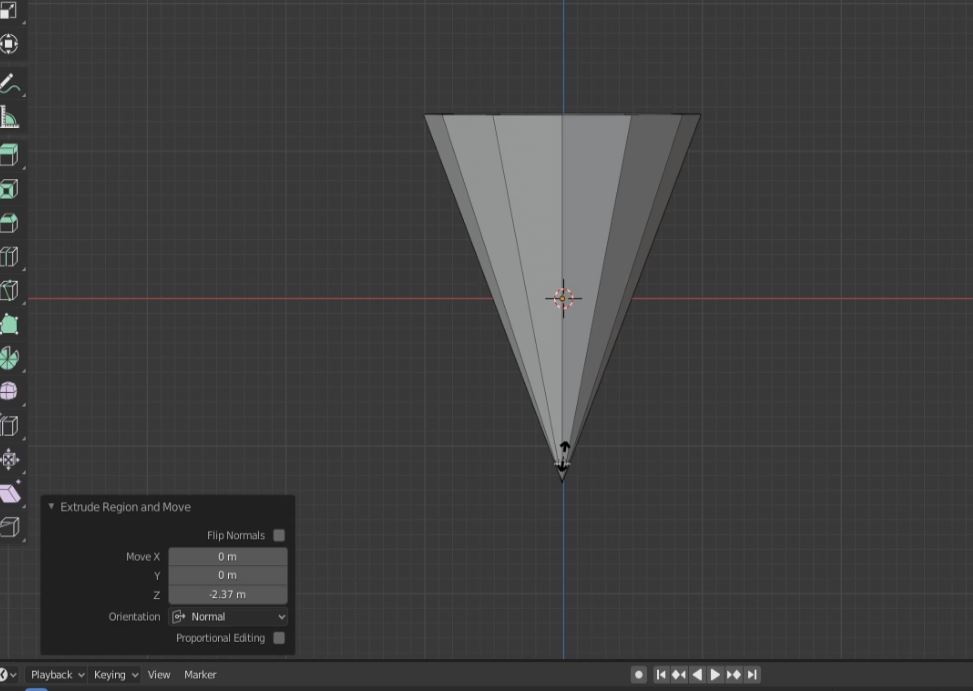 Extrude Region and Move
Flip Normals
Move X 0 m
Y 0 m
Z -2.37 m
Orientation Normal
Proportional Editing
Playback Keying View Marker